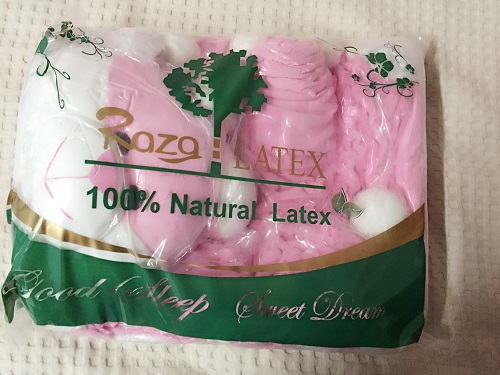 Raza LATEX
100% Natural Latex
Good Sleep Sweet Dream